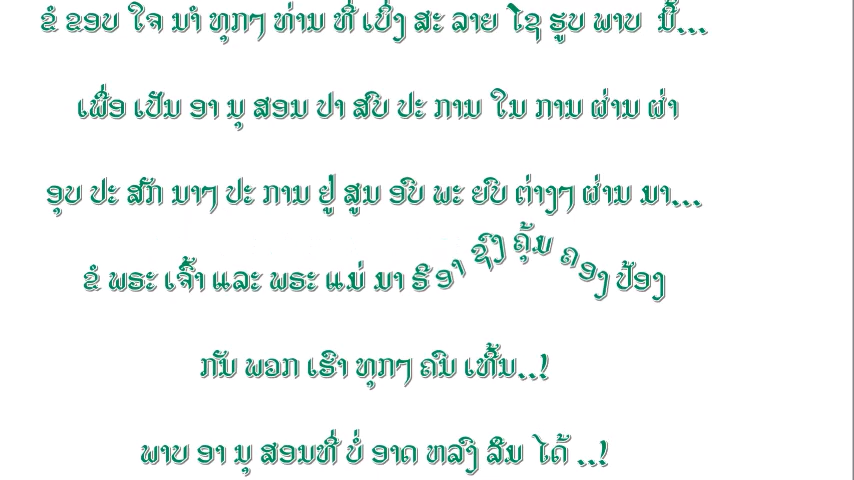 ຂໍ ຂອບ ໃຈ ນຳ ທຸກໆ ທ່ານ ທີ່ ເບິ່ງ ສະ ລາຍ ໂຊ ຮູບ ພາບ ນີ້...
ເພື່ອ ເປັນ ອາ ນຸ ສອນ ປາ ສົບ ປະ ການ ໃນ ການ ຜ່ານ ຜ່າ
ອຸບ ປະ ສັກ ນາໆ ປະ ການ ຢູ່ ສູນ ອົບ ພະ ຍົບ ຕ່າງໆ ຜ່ານ ມາ...
ຂໍ ພຣະ ເຈົ້າ ແລະ ພຣະ ແມ່ ມາ ຣີ ອາ ຊົງ ຄຸ້ມ ຄອງ ປ້ອງ
ກັນ ພວກ ເຮົາ ທຸກໆ ຄົນ ເທີ້ນ..!
ພາບ ອາ ນຸ ສອນທີ່ ບໍ່ ອາດ ຫລົງ ລືມ ໄດ້ ..!